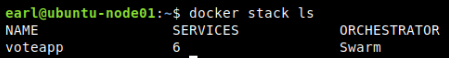 earl@ubuntu-node01:~$ docker stack ls
NAME SERVICES ORCHESTRATOR
voteapp 6 Swarm